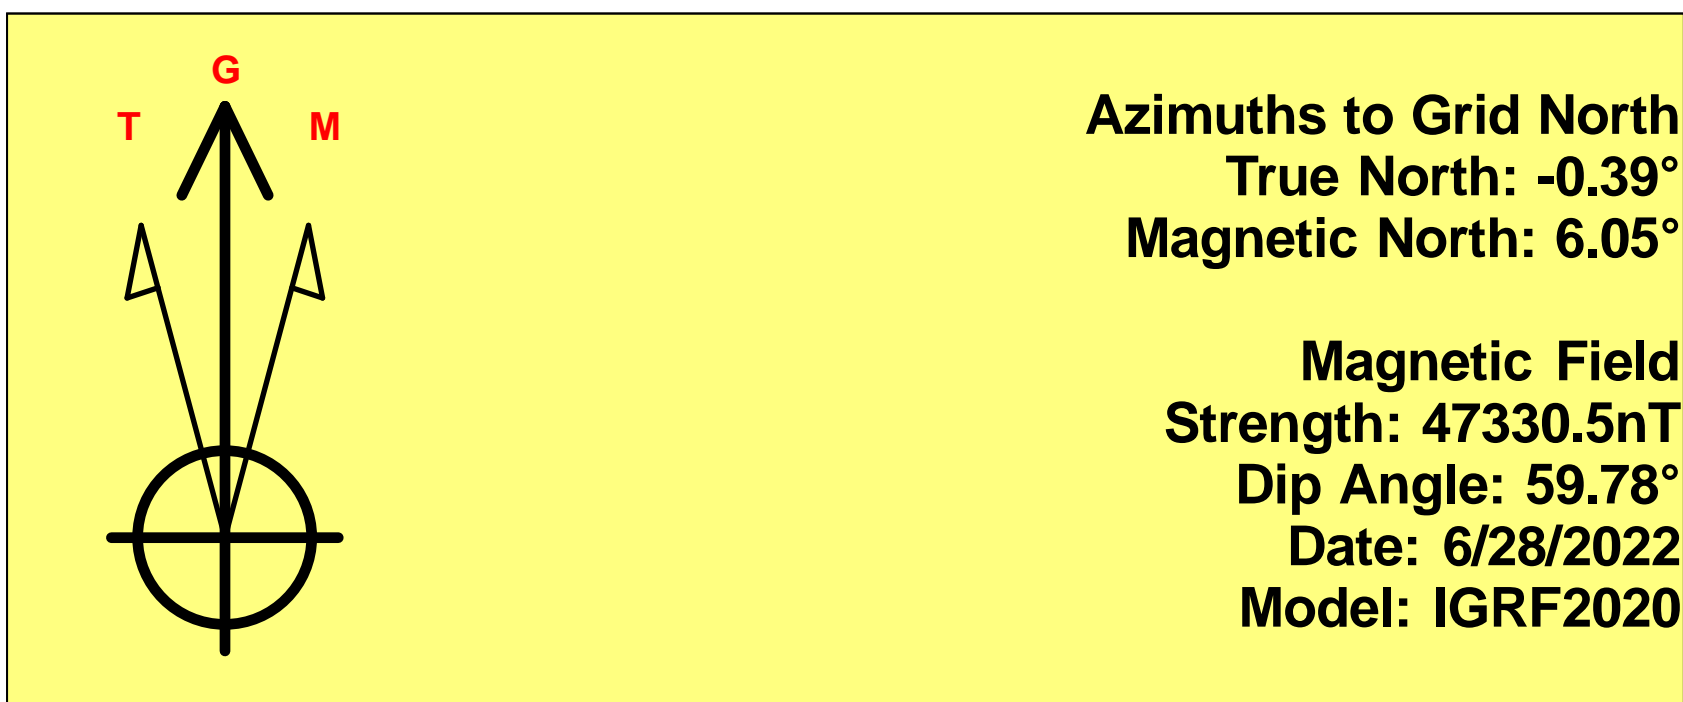 G
T M
Azimuths to Grid North
True North: -0.39°
Magnetic North: 6.05°
Magnetic Field
Strength: 47330.5nT
Dip Angle: 59.78°
Date: 6/28/2022
Model: IGRF2020